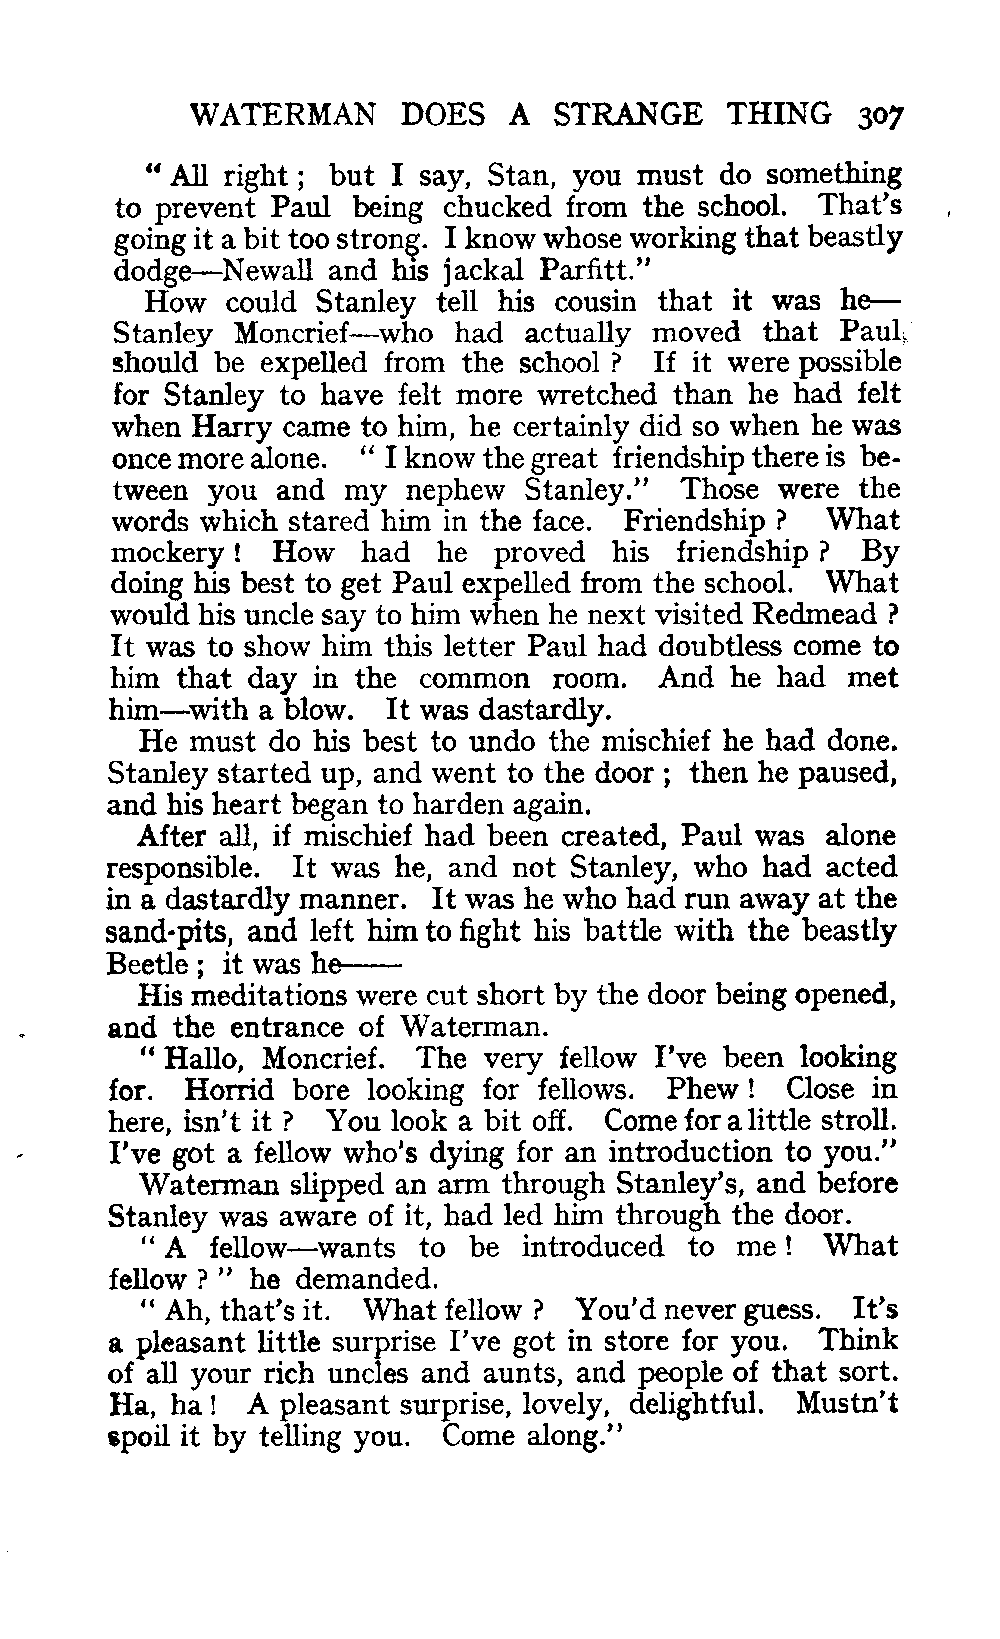 WATERMAN DOES A STRANGE THING 307
“ All right ; but I say, Stan, you must do something
to prevent Paul being chucked from the school. That’s
going it a bit too strong. I know whose working that beastly
dodge—Newall and his jackal Parfitt.”
How could Stanley tell his cousin that it was he—
Stanley Moncrief—who had actually moved that Paul
should be expelled from the school ? If it were possible
for Stanley to have felt more wretched than he had felt
when Harry came to him, he certainly did so when he was
once more alone. “ I know the great friendship there is be-
tween you and my nephew Stanley.” Those were the
words which stared him in the face. Friendship ? What
mockery ! How had he proved his friendship ? By
doing his best to get Paul expelled from the school. What
would his uncle say to him when he next visited Redmead ?
It was to show him this letter Paul had doubtless come to
him that day in the common room. And he had met
him—with a blow. It was dastardly.
He must do his best to undo the mischief he had done.
Stanley started up, and went to the door ; then he paused,
and his heart began to harden again.
After all, if mischief had been created, Paul was alone
responsible. It was he, and not Stanley, who had acted
in a dastardly manner. It was he who had run away at the
sand-pits, and left him to fight his battle with the beastly
Beetle ; it was he——
His meditations were cut short by the door being opened,
and the entrance of Waterman.
“ Hallo, Moncrief. The very fellow I’ve been looking
for. Horrid bore looking for fellows. Phew ! Close in
here, isn’t it ? You look a bit off. Come for a little stroll.
I’ve got a fellow who’s dying for an introduction to you.”
Waterman slipped an arm through Stanley’s, and before
Stanley was aware of it, had led him through the door.
“ A fellow—wants to be introduced to me ! What
fellow ? ” he demanded.
“ Ah, that’s it. What fellow ? You’d never guess. It’s
a pleasant little surprise I’ve got in store for you. Think
of all your rich uncles and aunts, and people of that sort.
Ha, ha ! A pleasant surprise, lovely, delightful. Mustn’t
spoil it by telling you. Come along.”